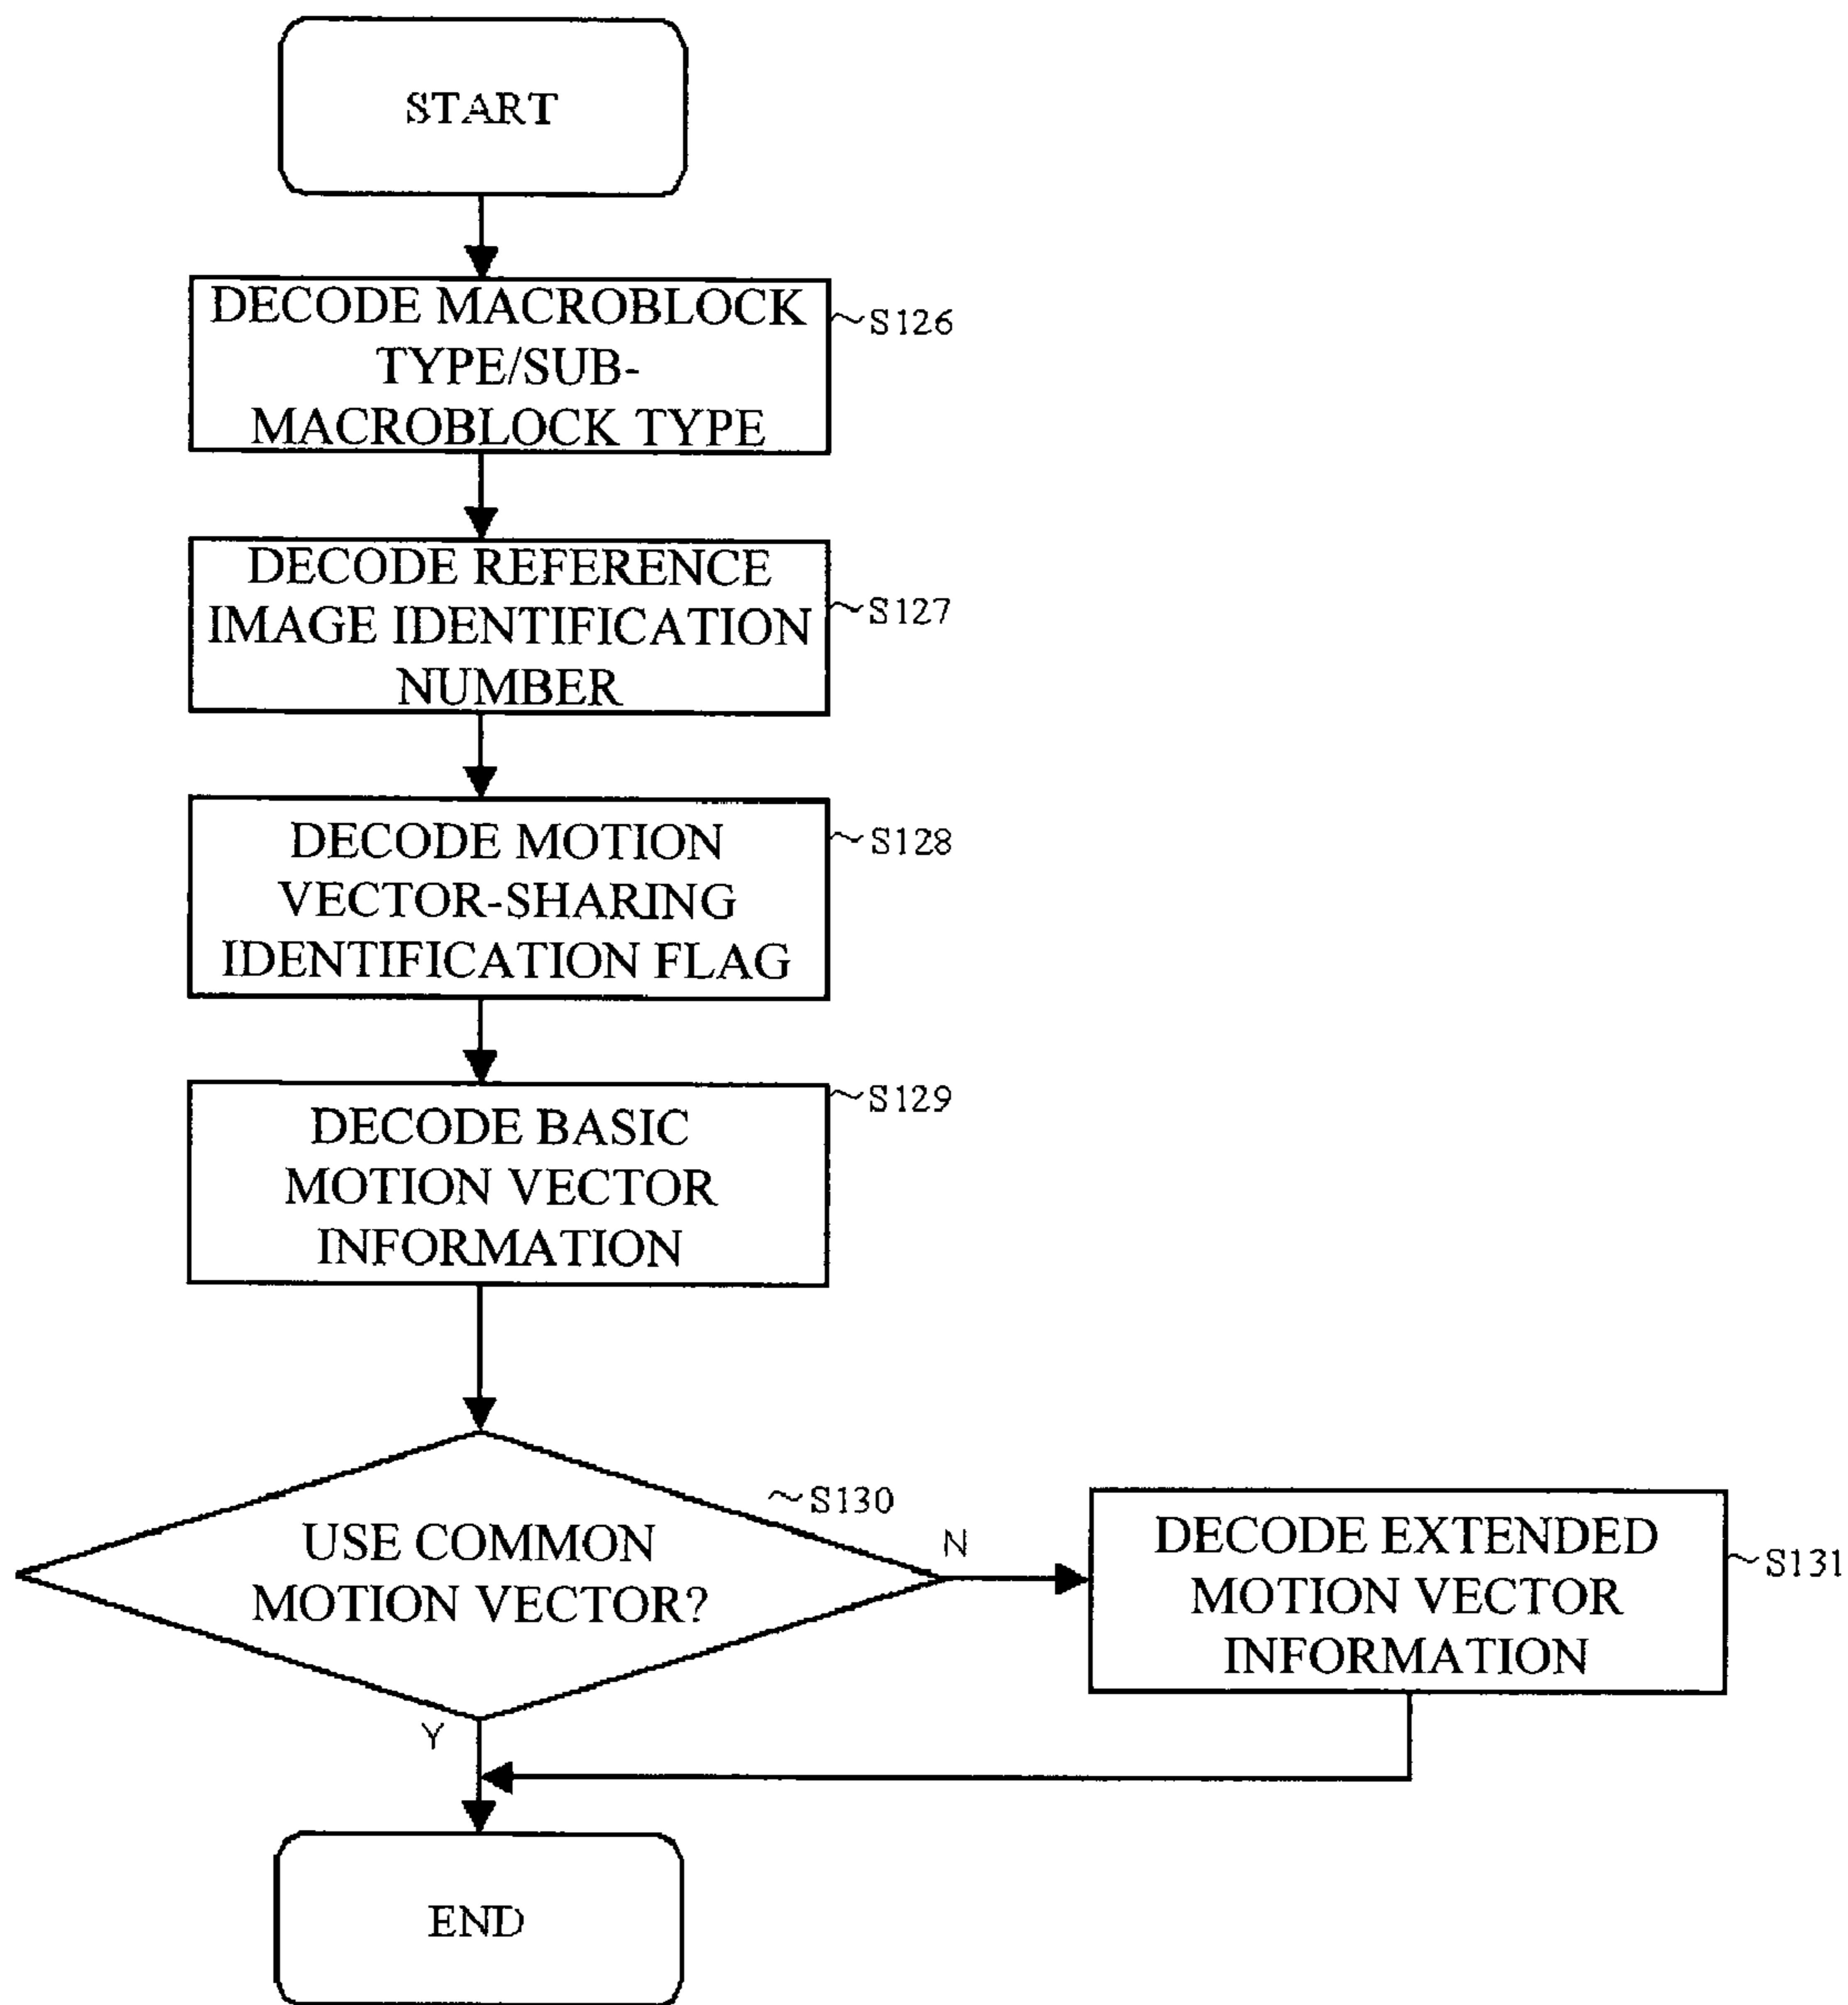 START
DECODE MACROBLOCK
TYPE/SUB-
MACROBLOCK TYPE
~S126
DECODE REFERENCE
IMAGE IDENTIFICATION
NUMBER
~S127
DECODE MOTION
VECTOR-SHARING
IDENTIFICATION FLAG
~S128
DECODE BASIC
MOTION VECTOR
INFORMATION
~S129
USE COMMON
MOTION VECTOR?
~S130
N
DECODE EXTENDED
MOTION VECTOR
INFORMATION
~S131
Y
END